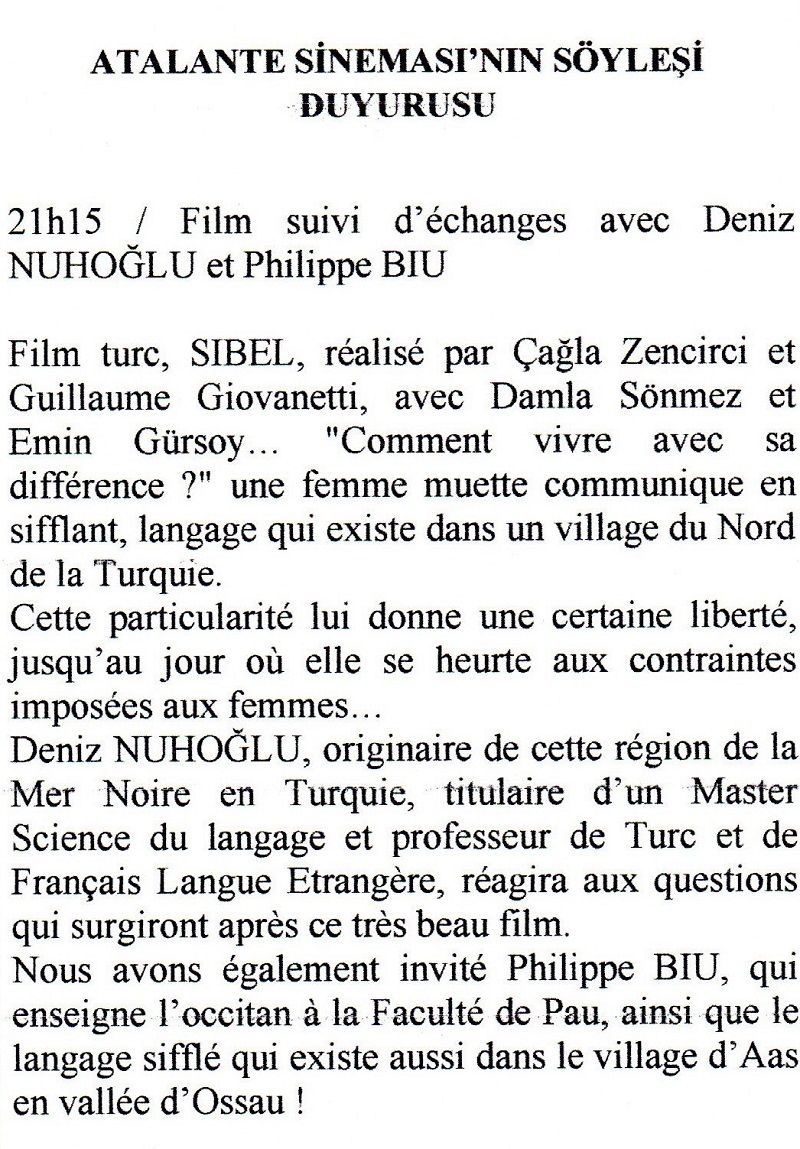 ATALANTE SİNEMASI’NIN SÖYLEŞİ
DUYURUSU
21h15 / Film suivi d’échanges avec Deniz
NUHOĞLU et Philippe BIU
Film turc, SIBEL, réalisé par Çağla Zencirci et
Guillaume Giovanetti, avec Damla Sönmez et
Emin Gürsoy… "Comment vivre avec sa
différence ?" une femme muette communique en
sifflant, langage qui existe dans un village du Nord
de la Turquie.
Cette particularité lui donne une certaine liberté,
jusqu’au jour où elle se heurte aux contraintes
imposées aux femmes…
Deniz NUHOĞLU, originaire de cette région de la
Mer Noire en Turquie, titulaire d’un Master
Science du langage et professeur de Turc et de
Français Langue Etrangère, réagira aux questions
qui surgiront après ce très beau film.
Nous avons également invité Philippe BIU, qui
enseigne l’occitan à la Faculté de Pau, ainsi que le
langage sifflé qui existe aussi dans le village d’Aas
en vallée d’Ossau !